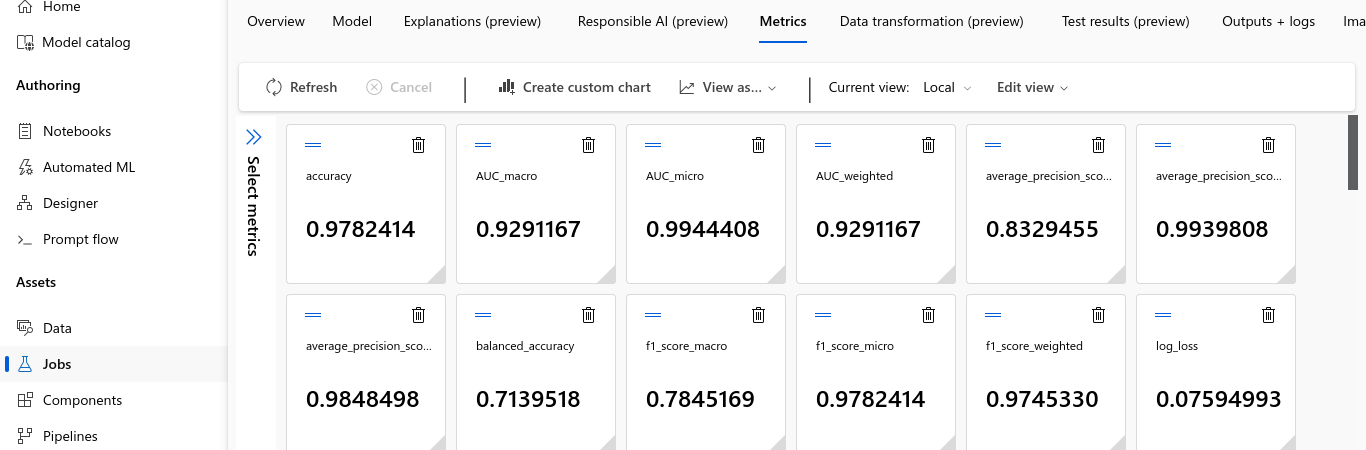 Home
Model catalog
Authoring
Notebooks
Automated ML
Designer
Prompt flow
Assets
Data
Jobs
Components
Pipelines
Overview Model Explanations (preview) Responsible AI (preview) Metrics Data transformation (preview) Test results (preview) Outputs + logs Ima
Refresh Cancel Create custom chart View as... Current view: Local Edit view
Select metrics
accuracy AUC_macro AUC_micro AUC_weighted average_precision_sco... average_precision_sco...
0.9782414 0.9291167 0.9944408 0.9291167 0.8329455 0.9939808
average_precision_sco... balanced_accuracy f1_score_macro f1_score_micro f1_score_weighted log_loss
0.9848498 0.7139518 0.7845169 0.9782414 0.9745330 0.07594993